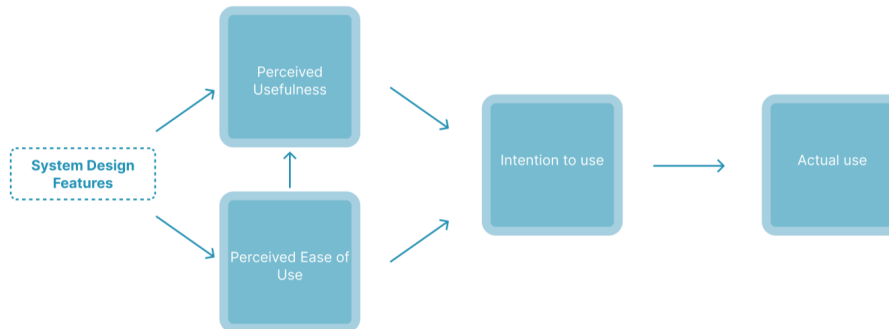 Perceived
Usefulness
System Design
Features
Intention to use
Actual use
Perceived Ease of
Use